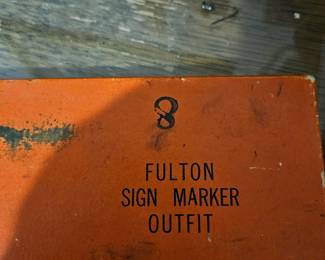 8
FULTON
SIGN MARKER
OUTFIT